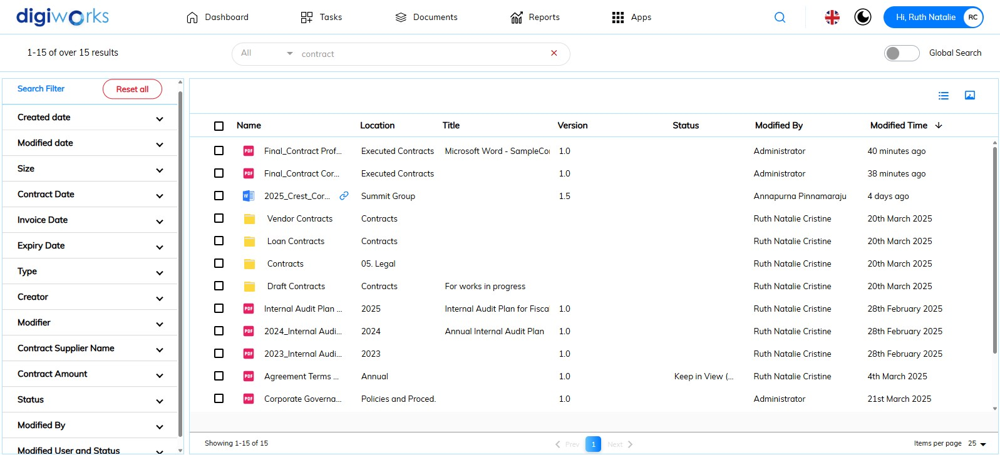 digiworks
Dashboard Tasks Documents Reports Apps Hi, Ruth Natalie RC
1-15 of over 15 results All contract Global Search
Search Filter Reset all
Created date
Modified date
Size
Contract Date
Invoice Date
Expiry Date
Type
Creator
Modifier
Contract Supplier Name
Contract Amount
Status
Modified By
Modified User and Status
Name Location Title Version Status Modified By Modified Time
PDF Final_Contract Prof... Executed Contracts Microsoft Word - SampleCor 1.0 Administrator 40 minutes ago
PDF Final_Contract Cor... Executed Contracts 1.0 Administrator 38 minutes ago
W 2025_Crest_Cor... Summit Group 1.5 Annapurna Pinnamaraju 4 days ago
Vendor Contracts Contracts Ruth Natalie Cristine 20th March 2025
Loan Contracts Contracts Ruth Natalie Cristine 20th March 2025
Contracts 05. Legal Ruth Natalie Cristine 20th March 2025
Draft Contracts Contracts For works in progress Ruth Natalie Cristine 20th March 2025
PDF Internal Audit Plan ... 2025 Internal Audit Plan for Fiscal 1.0 Ruth Natalie Cristine 28th February 2025
PDF 2024_Internal Audi... 2024 Annual Internal Audit Plan 1.0 Ruth Natalie Cristine 28th February 2025
PDF 2023_Internal Audi... 2023 1.0 Ruth Natalie Cristine 28th February 2025
PDF Agreement Terms ... Annual 1.0 Keep in View (... Ruth Natalie Cristine 4th March 2025
PDF Corporate Governa... Policies and Proced. 1.0 Administrator 21st March 2025
Showing 1-15 of 15 Prev 1 Next Items per page 25